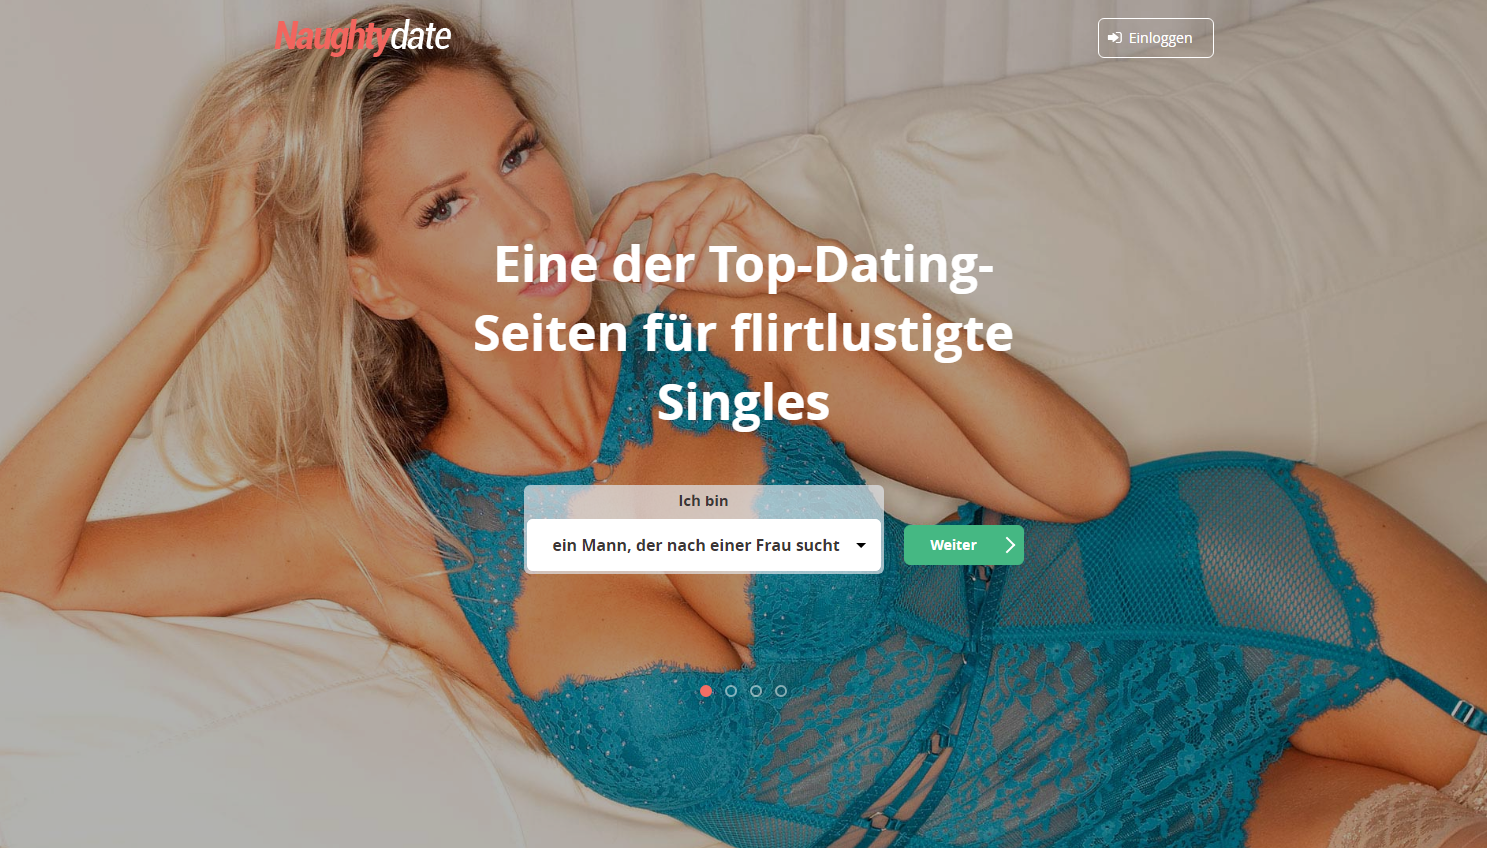 Naughtydate
Einloggen
Eine der Top-Dating-
Seiten für flirtlustigte
Singles
Ich bin
ein Mann, der nach einer Frau sucht
Weiter